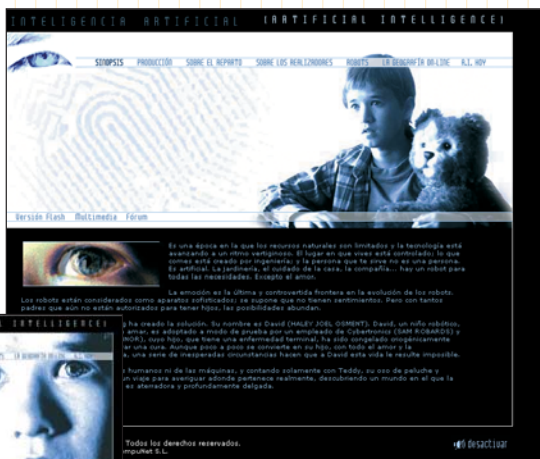 INTELIGENCIA ARTIFICIAL (ARTIFICIAL INTELLIGENCE)
SINOPSIS PRODUCCIÓN SOBRE EL REPARTO SOBRE LOS REALIZADORES ROBOTS LA GEOGRAFÍA ON-LINE A.I. HOY
Versión Flash Multimedia Fórum
Es una época en la que los recursos naturales son limitados y la tecnología está
avanzando a un ritmo vertiginoso. El lugar en que vives está controlado; lo que
comes está creado por ingeniería; y la persona que te sirve no es una persona.
Es artificial. La jardinería, el cuidado de la casa, la compañía... hay un robot para
todas las necesidades. Excepto el amor.
La emoción es la última y controvertida frontera en la evolución de los robots.
Los robots están considerados como aparatos sofisticados; se supone que no tienen sentimientos. Pero con tantos
padres que aún no están autorizados para tener hijos, las posibilidades abundan.
ha creado la solución. Su nombre es David (HALEY JOEL OSMENT). David, un niño robótico,
amar, es adoptado a modo de prueba por un empleado de Cybertronics (SAM ROBARDS) y
cuyo hijo, que tiene una enfermedad terminal, ha sido congelado criogénicamente
er una cura. Aunque poco a poco se convierte en su hijo, con todo el amor y la
, una serie de inesperadas circunstancias hacen que a David esta vida le resulte imposible.
humanos ni de las máquinas, y contando solamente con Teddy, su oso de peluche y
un viaje para averiguar adonde pertenece realmente, descubriendo un mundo en el que la
es aterradora y profundamente delgada.
INTELLIGENCE)
LA GEOGRAFÍA ON-LINE
Todos los derechos reservados.
mpuNet S.L.
desactivar